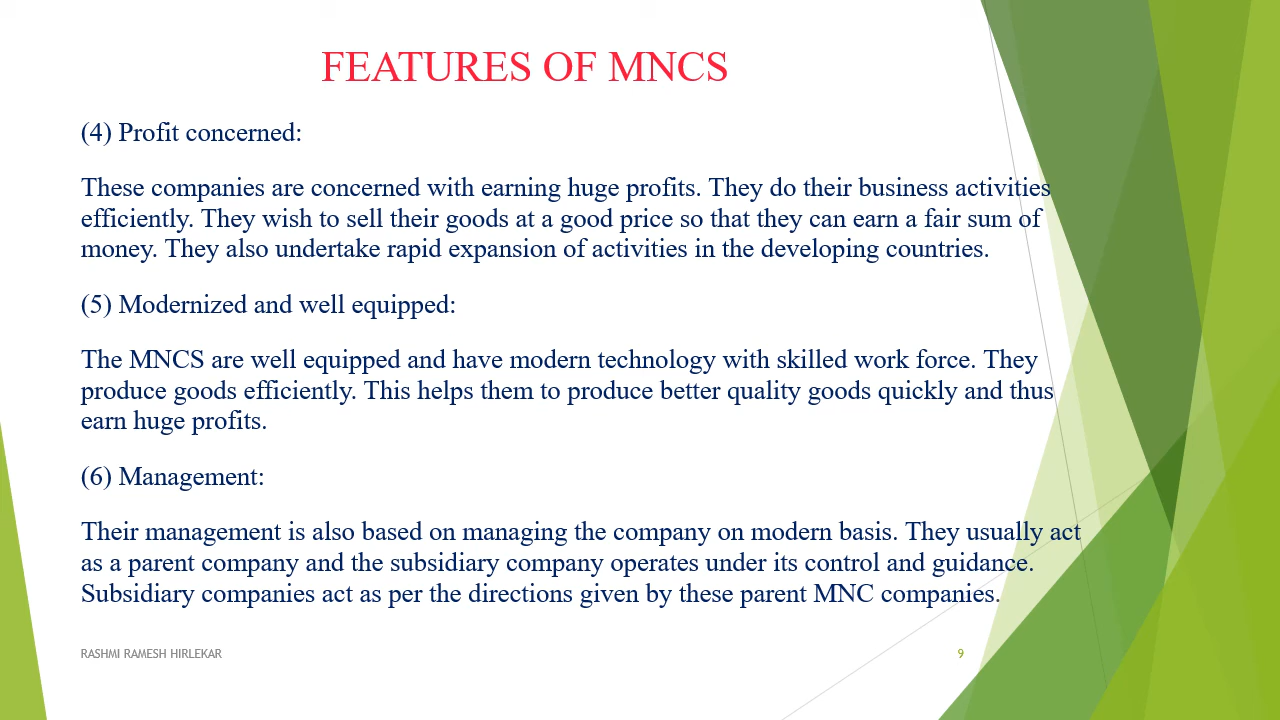 FEATURES OF MNCS
(4) Profit concerned:
These companies are concerned with earning huge profits. They do their business activities
efficiently. They wish to sell their goods at a good price so that they can earn a fair sum of
money. They also undertake rapid expansion of activities in the developing countries.
(5) Modernized and well equipped:
The MNCS are well equipped and have modern technology with skilled work force. They
produce goods efficiently. This helps them to produce better quality goods quickly and thus
earn huge profits.
(6) Management:
Their management is also based on managing the company on modern basis. They usually act
as a parent company and the subsidiary company operates under its control and guidance.
Subsidiary companies act as per the directions given by these parent MNC companies.
RASHMI RAMESH HIRLEKAR
9